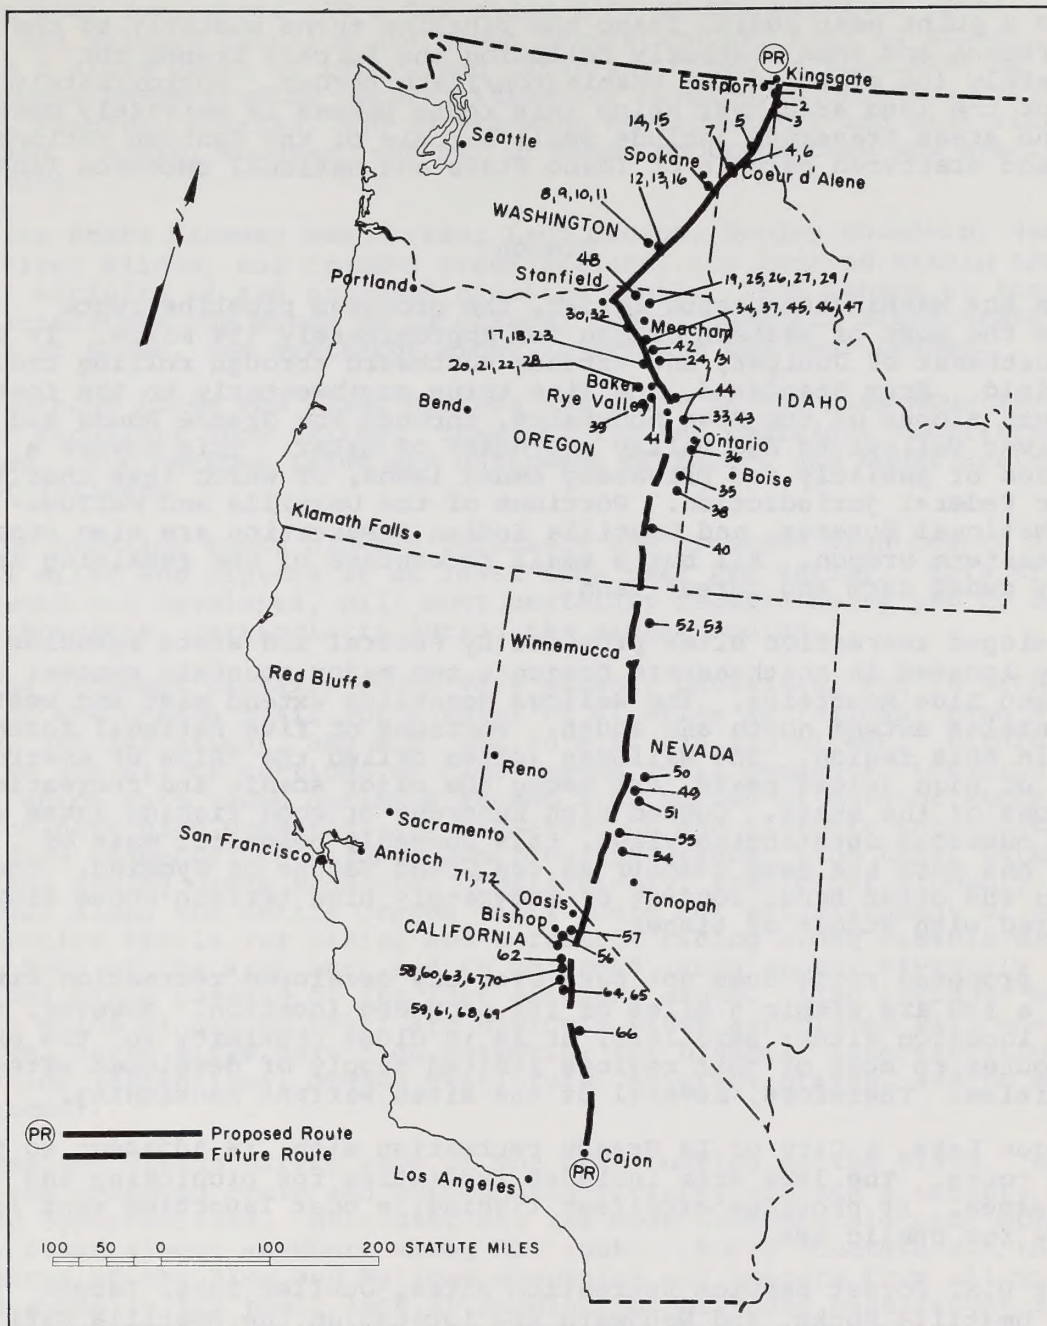 PR
Kingsgate
Eastport
2
3
14, 15
7
5
4, 6
Seattle
Spokane
Coeur d'Alene
12, 13, 16
8, 9, 10, 11
WASHINGTON
48
Stanfield
19, 25, 26, 27, 29
Portland
34, 37, 45, 46, 47
30, 32
Meacham
17, 18, 23
42
24, 31
20, 21, 22, 28
Baker
44
IDAHO
Rye Valley
Bend
39
33, 43
41
OREGON
Ontario
36
Boise
35
38
Klamath Falls
40
52, 53
Winnemucca
Red Bluff
NEVADA
Reno
50
49
51
Sacramento
55
San Francisco
Antioch
54
71, 72
Tonopah
Oasis
Bishop
57
CALIFORNIA
56
62
58, 60, 63, 67, 70
64, 65
59, 61, 68, 69
66
PR Proposed Route
Future Route
Cajon
PR
Los Angeles
100 50 0 100 200 STATUTE MILES